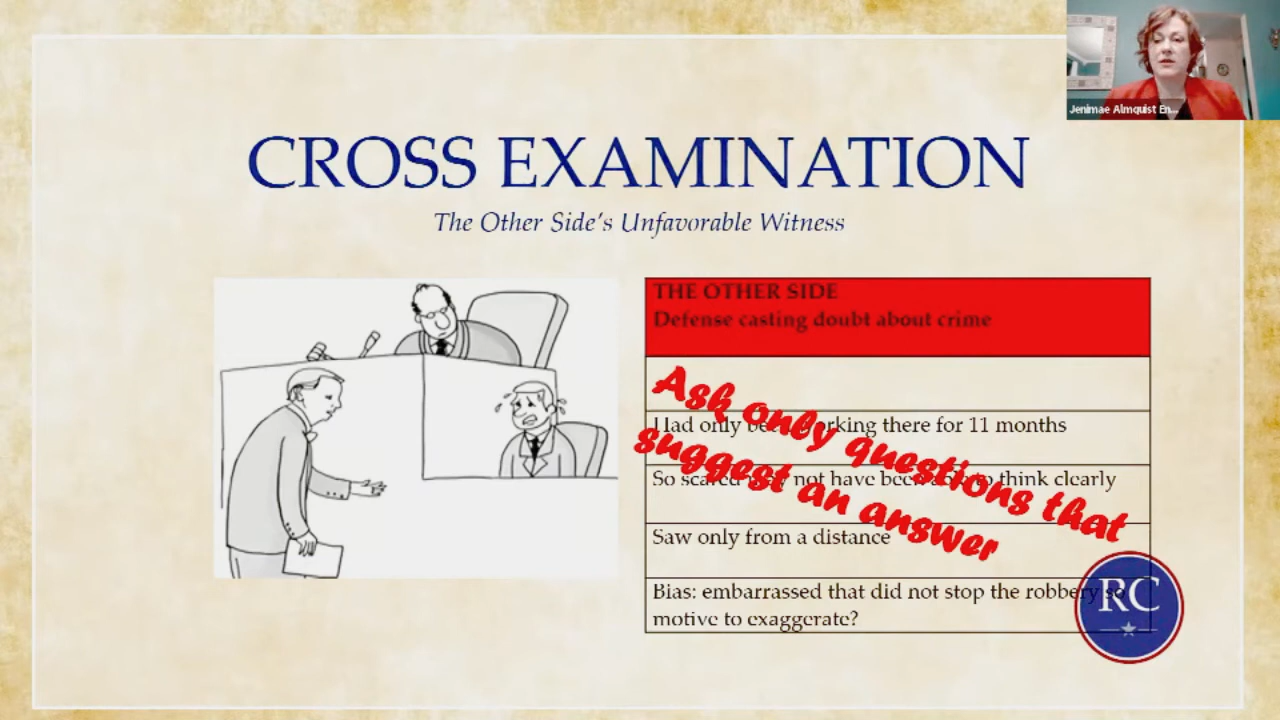 Jenimae Almquist En...
CROSS EXAMINATION
The Other Side's Unfavorable Witness
THE OTHER SIDE
Defense casting doubt about crime
Ask only questions that
suggest an answer
Had only working there for 11 months
So scared not have been to think clearly
Saw only from a distance
Bias: embarrassed that did not stop the robbery so
motive to exaggerate?
RC